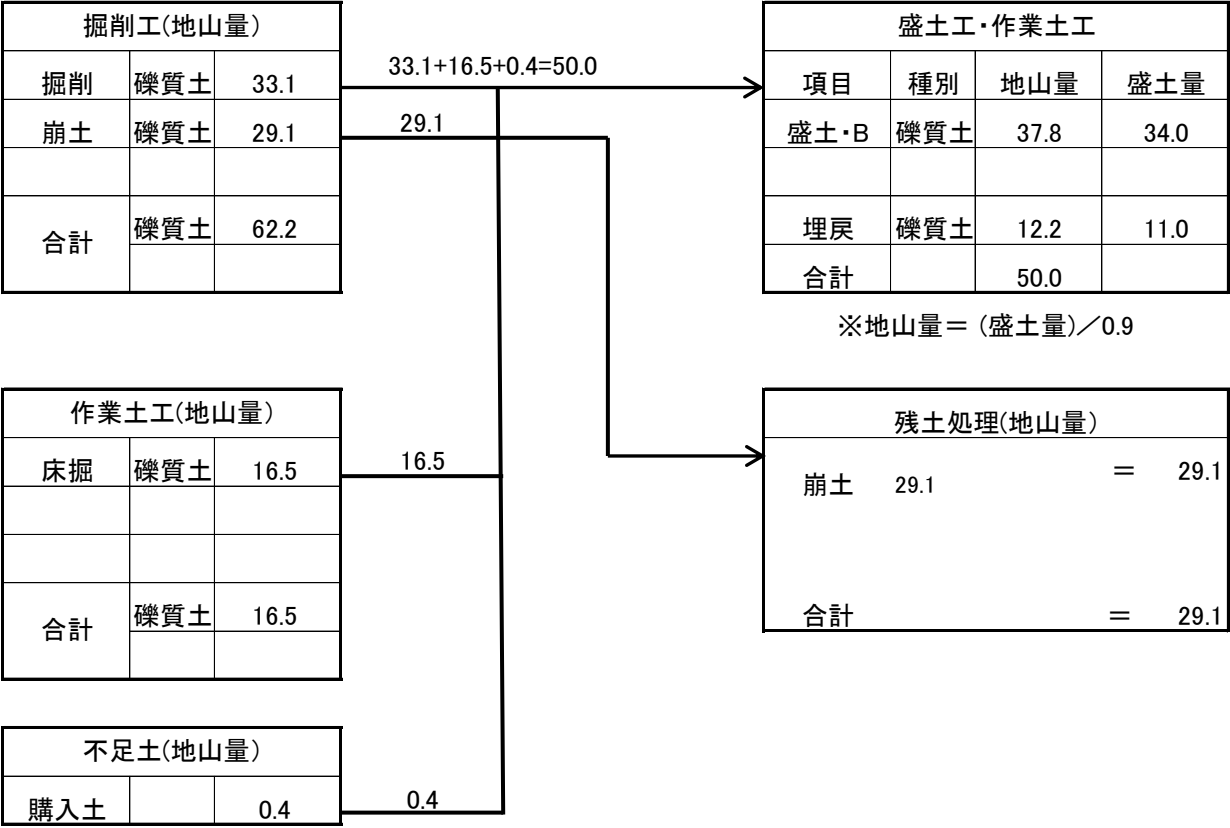 掘削工(地山量)
掘削 礫質土 33.1
崩土 礫質土 29.1
合計 礫質土 62.2
33.1+16.5+0.4=50.0
29.1
盛土工・作業土工
項目 種別 地山量 盛土量
盛土・B 礫質土 37.8 34.0
埋戻 礫質土 12.2 11.0
合計 50.0
※地山量＝ (盛土量)／0.9
作業土工(地山量)
床掘 礫質土 16.5
合計 礫質土 16.5
16.5
残土処理(地山量)
崩土 29.1 ＝ 29.1
合計 ＝ 29.1
不足土(地山量)
購入土 0.4
0.4